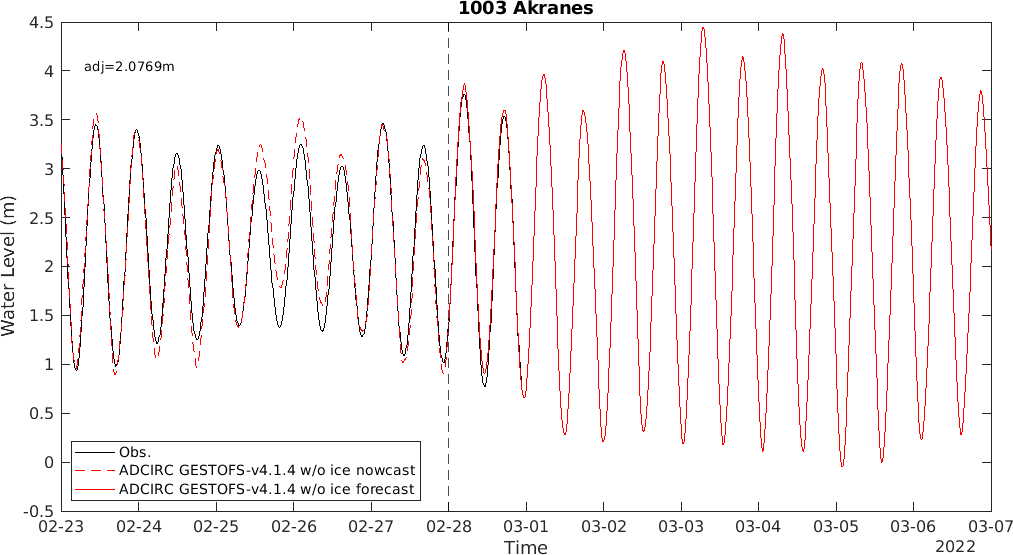 1003 Akranes
4.5
adj=2.0769m
4
3.5
3
2.5
2
1.5
1
0.5
0
-0.5
Water Level (m)
Obs.
ADCIRC GESTOFS-v4.1.4 w/o ice nowcast
ADCIRC GESTOFS-v4.1.4 w/o ice forecast
02-23 02-24 02-25 02-26 02-27 02-28 03-01 03-02 03-03 03-04 03-05 03-06 03-07
Time
2022